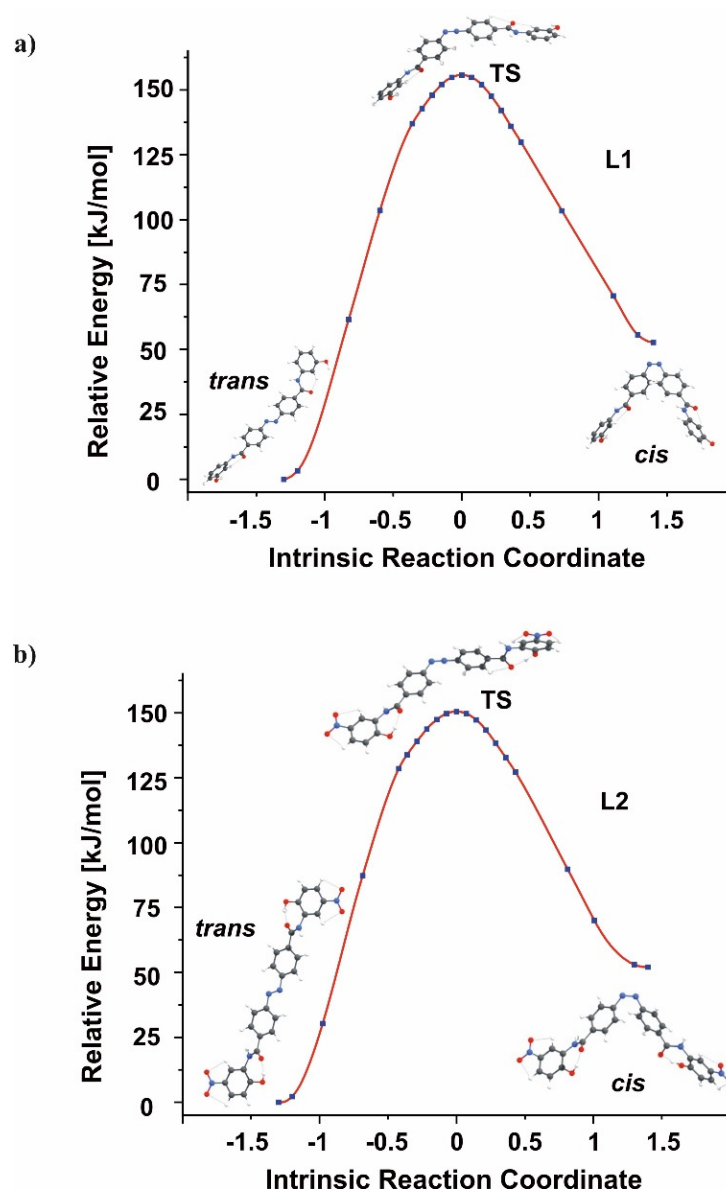 a)
TS
L1
trans
cis
Relative Energy [kJ/mol]
150
125
100
75
50
25
0
-1.5 -1 -0.5 0 0.5 1 1.5
Intrinsic Reaction Coordinate
b)
TS
L2
trans
cis
Relative Energy [kJ/mol]
150
125
100
75
50
25
0
-1.5 -1 -0.5 0 0.5 1 1.5
Intrinsic Reaction Coordinate